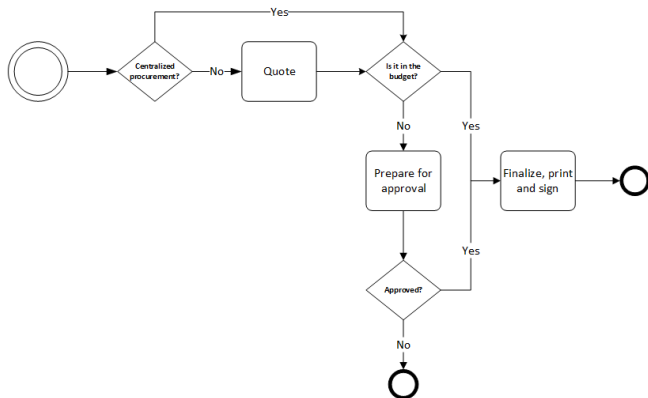 Yes
Centralized
procurement?
No
Quote
Is it in the
budget?
No
Yes
Prepare for
approval
Finalize, print
and sign
Yes
Approved?
No